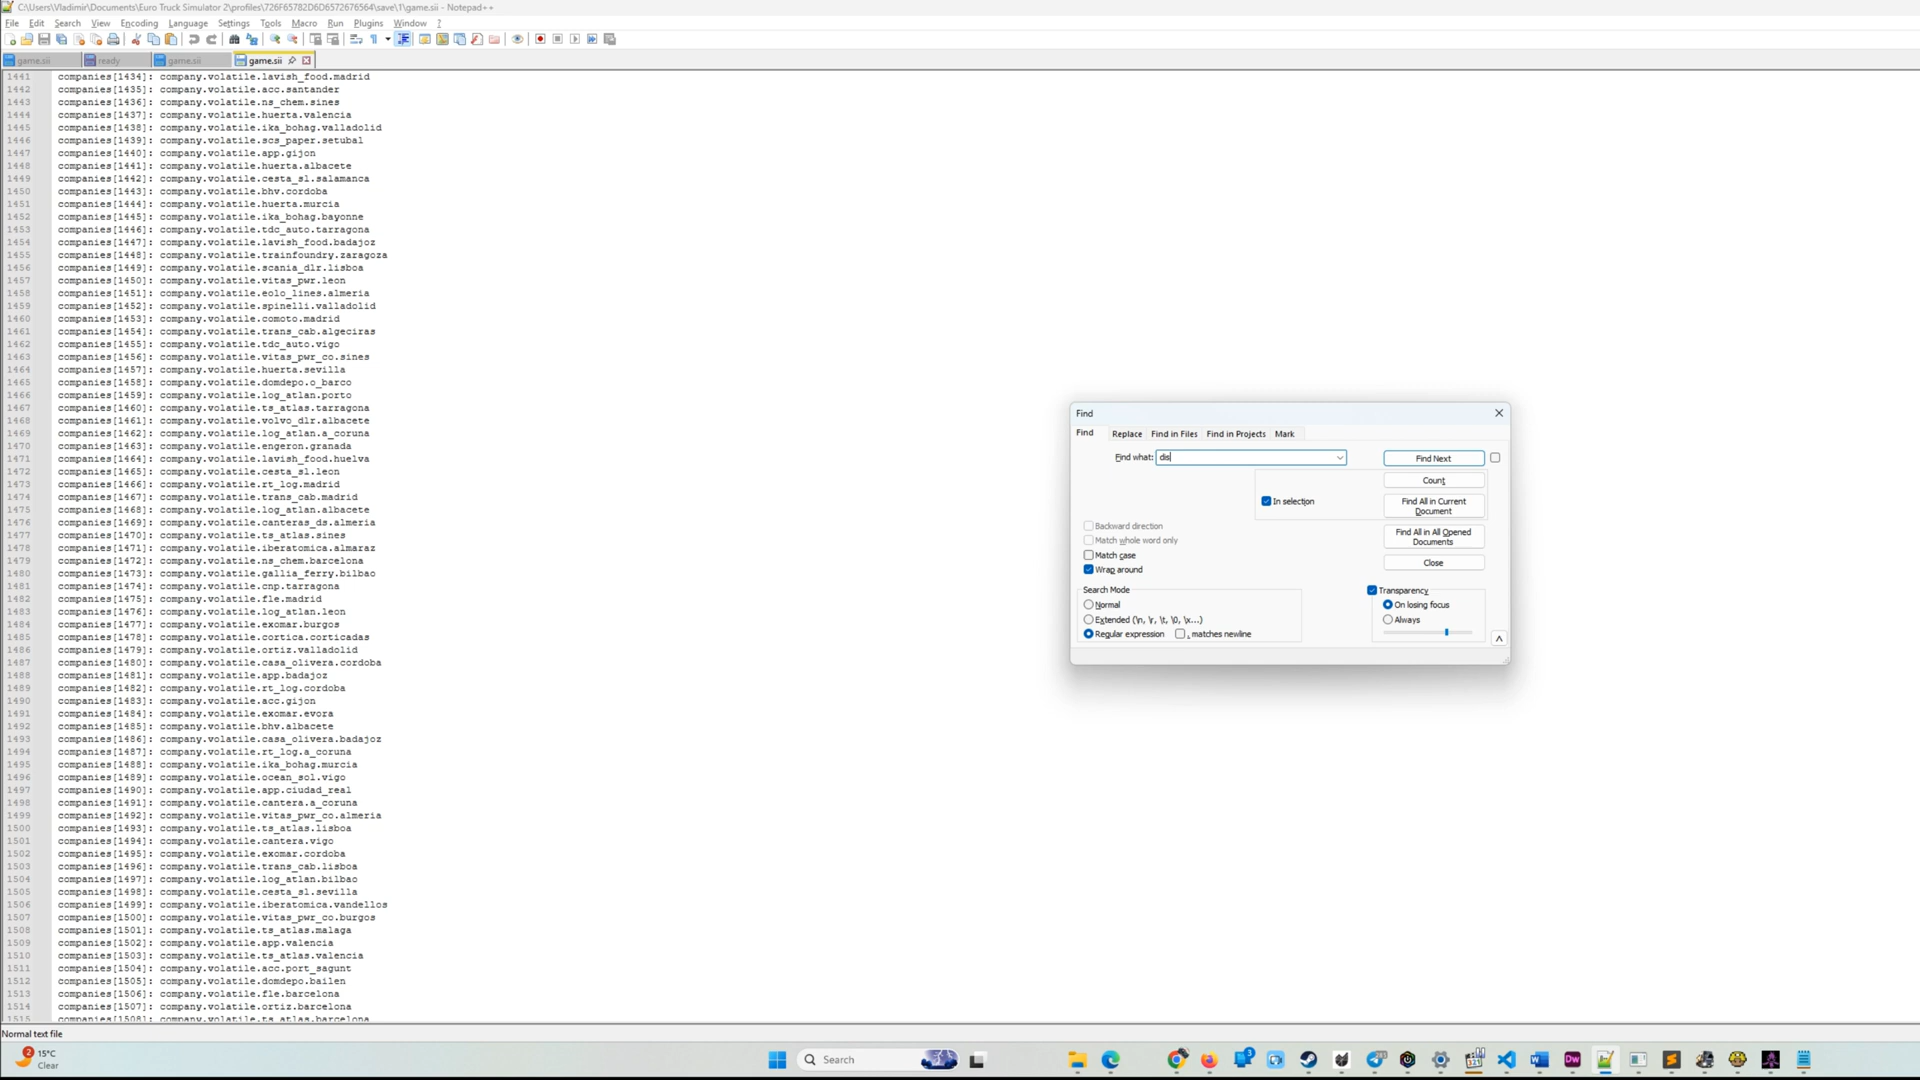 C:\Users\Vladimir\Documents\Euro Truck Simulator 2\profiles\726F65782D6D6572676564\save\1\game.sii - Notepad++
File Edit Search View Encoding Language Settings Tools Macro Run Plugins Window ?
game.sii ready game.sii game.sii
1441 companies[1434]: company.volatile.lavish_food.madrid
1442 companies[1435]: company.volatile.acc.santander
1443 companies[1436]: company.volatile.ns_chem.sines
1444 companies[1437]: company.volatile.huerta.valencia
1445 companies[1438]: company.volatile.ika_bohag.valladolid
1446 companies[1439]: company.volatile.scs_paper.setubal
1447 companies[1440]: company.volatile.app.gijon
1448 companies[1441]: company.volatile.huerta.albacete
1449 companies[1442]: company.volatile.cesta_sl.salamanca
1450 companies[1443]: company.volatile.bhv.cordoba
1451 companies[1444]: company.volatile.huerta.murcia
1452 companies[1445]: company.volatile.ika_bohag.bayonne
1453 companies[1446]: company.volatile.tdc_auto.tarragona
1454 companies[1447]: company.volatile.lavish_food.badajoz
1455 companies[1448]: company.volatile.trainfoundry.zaragoza
1456 companies[1449]: company.volatile.scania_dlr.lisboa
1457 companies[1450]: company.volatile.vitas_pwr.leon
1458 companies[1451]: company.volatile.eolo_lines.almeria
1459 companies[1452]: company.volatile.spinelli.valladolid
1460 companies[1453]: company.volatile.comoto.madrid
1461 companies[1454]: company.volatile.trans_cab.algeciras
1462 companies[1455]: company.volatile.tdc_auto.vigo
1463 companies[1456]: company.volatile.vitas_pwr_co.sines
1464 companies[1457]: company.volatile.huerta.sevilla
1465 companies[1458]: company.volatile.domdepo.o_barco
1466 companies[1459]: company.volatile.log_atlan.porto
1467 companies[1460]: company.volatile.ts_atlas.tarragona
1468 companies[1461]: company.volatile.volvo_dlr.albacete
1469 companies[1462]: company.volatile.log_atlan.a_coruna
1470 companies[1463]: company.volatile.engeron.granada
1471 companies[1464]: company.volatile.lavish_food.huelva
1472 companies[1465]: company.volatile.cesta_sl.leon
1473 companies[1466]: company.volatile.rt_log.madrid
1474 companies[1467]: company.volatile.trans_cab.madrid
1475 companies[1468]: company.volatile.log_atlan.albacete
1476 companies[1469]: company.volatile.canteras_ds.almeria
1477 companies[1470]: company.volatile.ts_atlas.sines
1478 companies[1471]: company.volatile.iberatomica.almaraz
1479 companies[1472]: company.volatile.ns_chem.barcelona
1480 companies[1473]: company.volatile.gallia_ferry.bilbao
1481 companies[1474]: company.volatile.cnp.tarragona
1482 companies[1475]: company.volatile.fle.madrid
1483 companies[1476]: company.volatile.log_atlan.leon
1484 companies[1477]: company.volatile.exomar.burgos
1485 companies[1478]: company.volatile.cortica.corticadas
1486 companies[1479]: company.volatile.ortiz.valladolid
1487 companies[1480]: company.volatile.casa_olivera.cordoba
1488 companies[1481]: company.volatile.app.badajoz
1489 companies[1482]: company.volatile.rt_log.cordoba
1490 companies[1483]: company.volatile.acc.gijon
1491 companies[1484]: company.volatile.exomar.evora
1492 companies[1485]: company.volatile.bhv.albacete
1493 companies[1486]: company.volatile.casa_olivera.badajoz
1494 companies[1487]: company.volatile.rt_log.a_coruna
1495 companies[1488]: company.volatile.ika_bohag.murcia
1496 companies[1489]: company.volatile.ocean_sol.vigo
1497 companies[1490]: company.volatile.app.ciudad_real
1498 companies[1491]: company.volatile.cantera.a_coruna
1499 companies[1492]: company.volatile.vitas_pwr_co.almeria
1500 companies[1493]: company.volatile.ts_atlas.lisboa
1501 companies[1494]: company.volatile.cantera.vigo
1502 companies[1495]: company.volatile.exomar.cordoba
1503 companies[1496]: company.volatile.trans_cab.lisboa
1504 companies[1497]: company.volatile.log_atlan.bilbao
1505 companies[1498]: company.volatile.cesta_sl.sevilla
1506 companies[1499]: company.volatile.iberatomica.vandellos
1507 companies[1500]: company.volatile.vitas_pwr_co.burgos
1508 companies[1501]: company.volatile.ts_atlas.malaga
1509 companies[1502]: company.volatile.app.valencia
1510 companies[1503]: company.volatile.ts_atlas.valencia
1511 companies[1504]: company.volatile.acc.port_sagunt
1512 companies[1505]: company.volatile.domdepo.bailen
1513 companies[1506]: company.volatile.fle.barcelona
1514 companies[1507]: company.volatile.ortiz.barcelona
1515 companies[1508]: company.volatile.ts_atlas.barcelona
Find
Find Replace Find in Files Find in Projects Mark
Find what: dis
Find Next
Count
In selection
Find All in Current Document
Backward direction
Match whole word only
Find All in All Opened Documents
Match case
Close
Wrap around
Search Mode
Transparency
Normal
On losing focus
Extended (\n, \r, \t, \0, \x...)
Always
Regular expression
. matches newline
Normal text file
2
15°C
Clear
Search
3